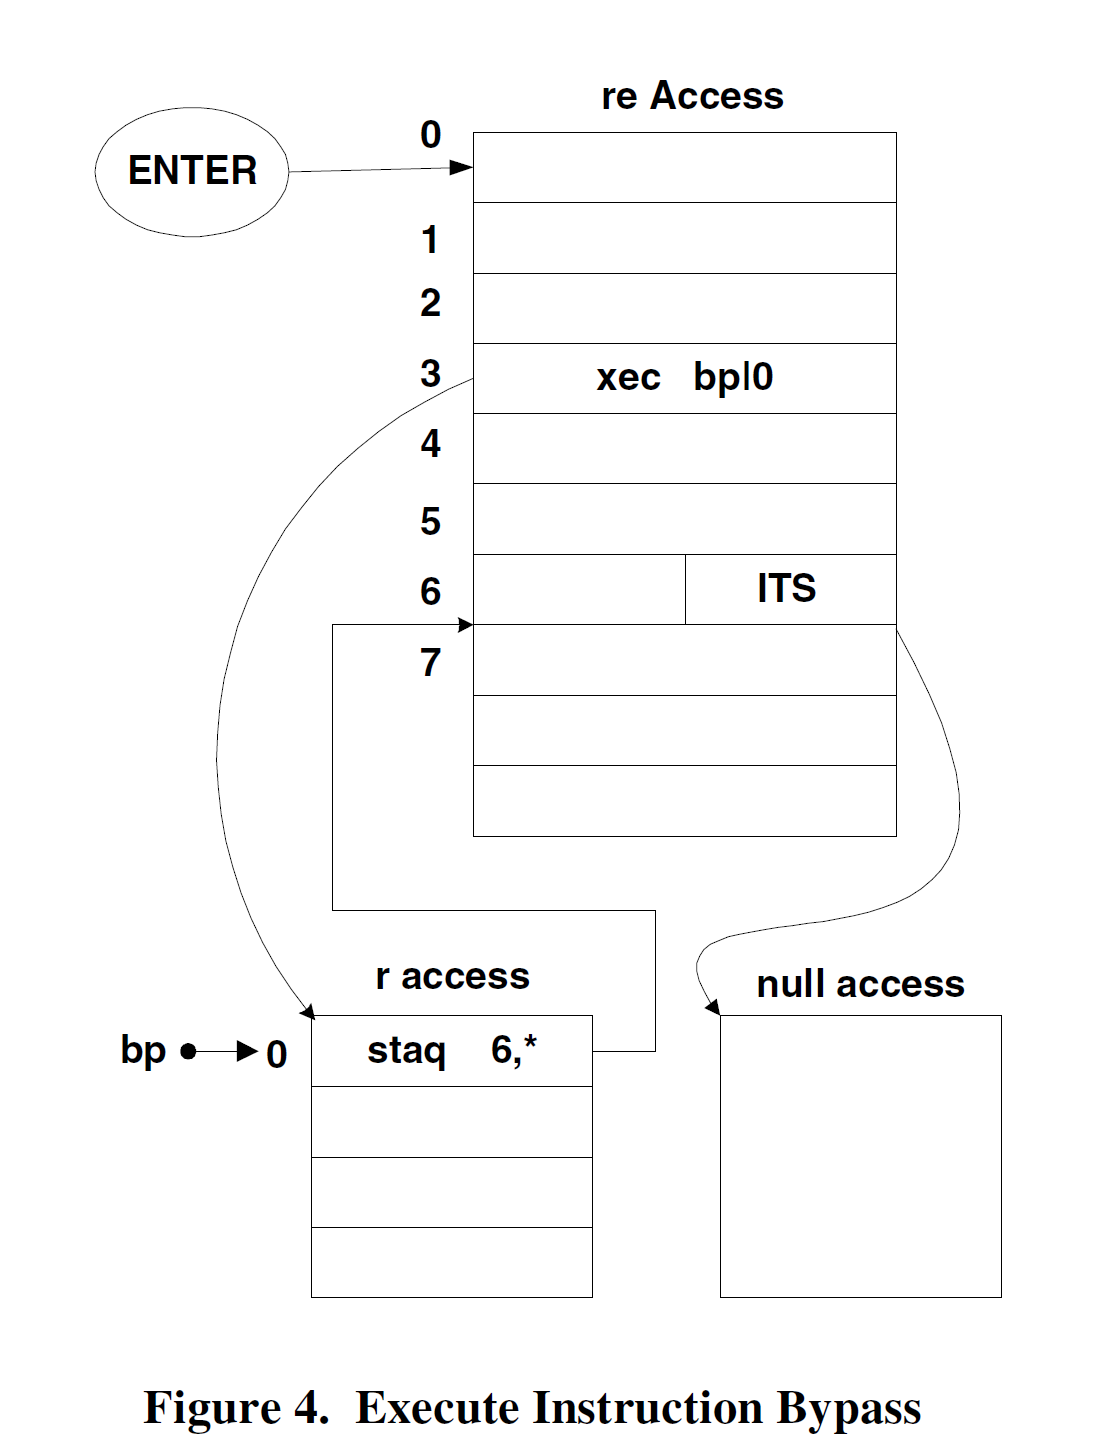 re Access
ENTER
0
1
2
3 xec bp|0
4
5
6 ITS
7
r access
null access
bp 0 staq 6,*
Figure 4. Execute Instruction Bypass